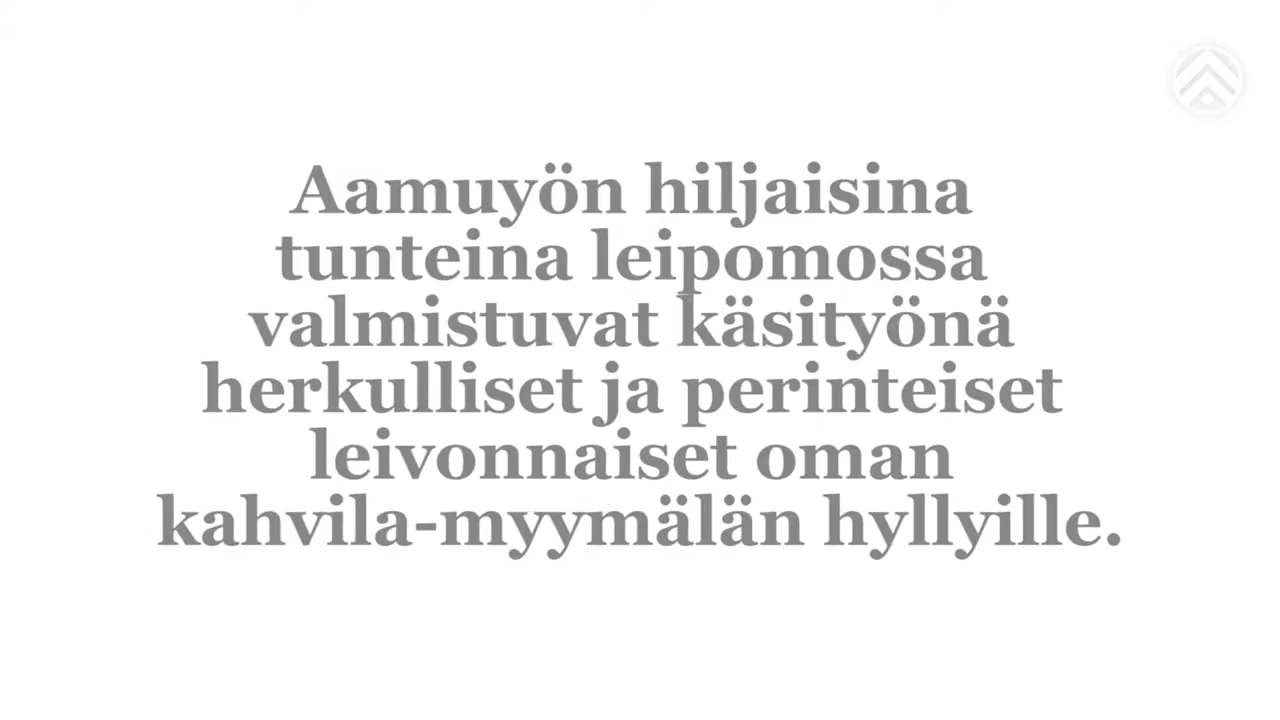 Aamuyön hiljaisina
tunteina leipomossa
valmistuvat käsityönä
herkulliset ja perinteiset
leivonnaiset oman
kahvila-myymälän hyllyille.